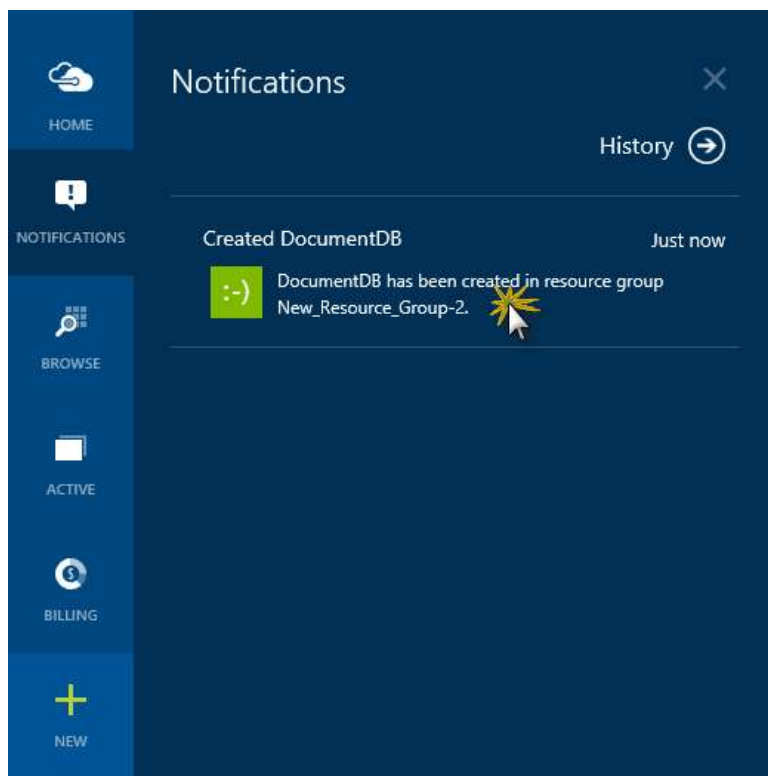 HOME
NOTIFICATIONS
BROWSE
ACTIVE
BILLING
NEW
Notifications
History
Created DocumentDB Just now
:-)
DocumentDB has been created in resource group
New_Resource_Group-2.